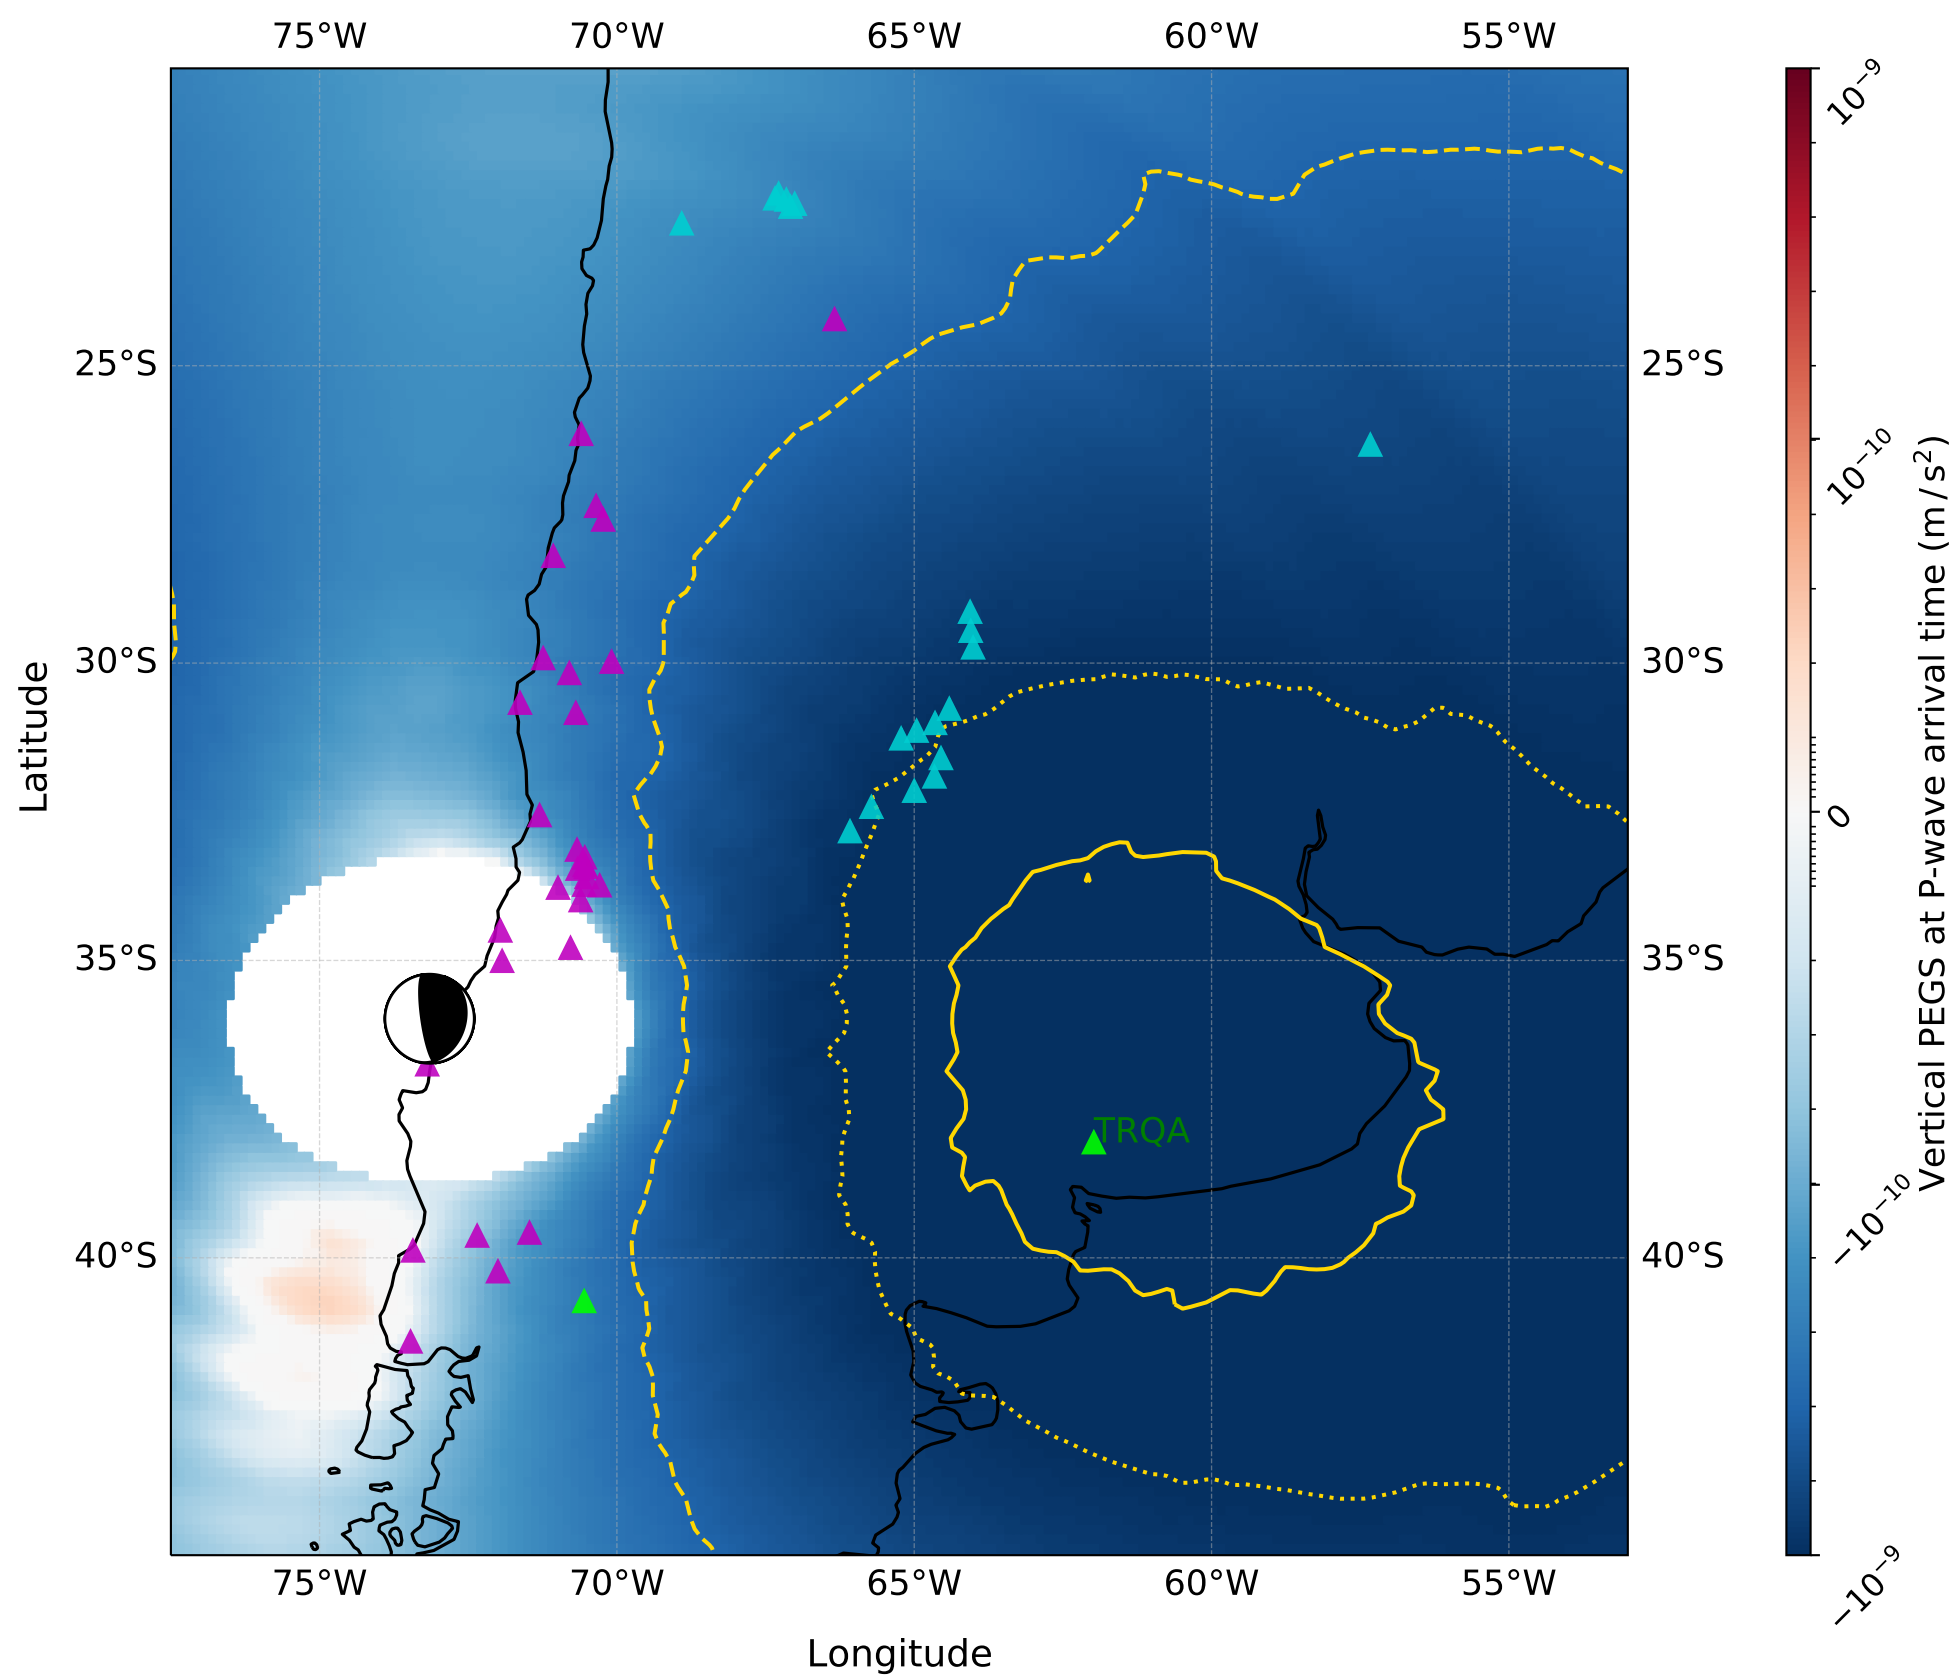 75°W 70°W 65°W 60°W 55°W
10⁻⁹
25°S 25°S
10⁻¹⁰
30°S 30°S
Latitude
0
Vertical PEGS at P-wave arrival time (m / s²)
35°S 35°S
TRQA
−10⁻¹⁰
40°S 40°S
−10⁻⁹
75°W 70°W 65°W 60°W 55°W
Longitude